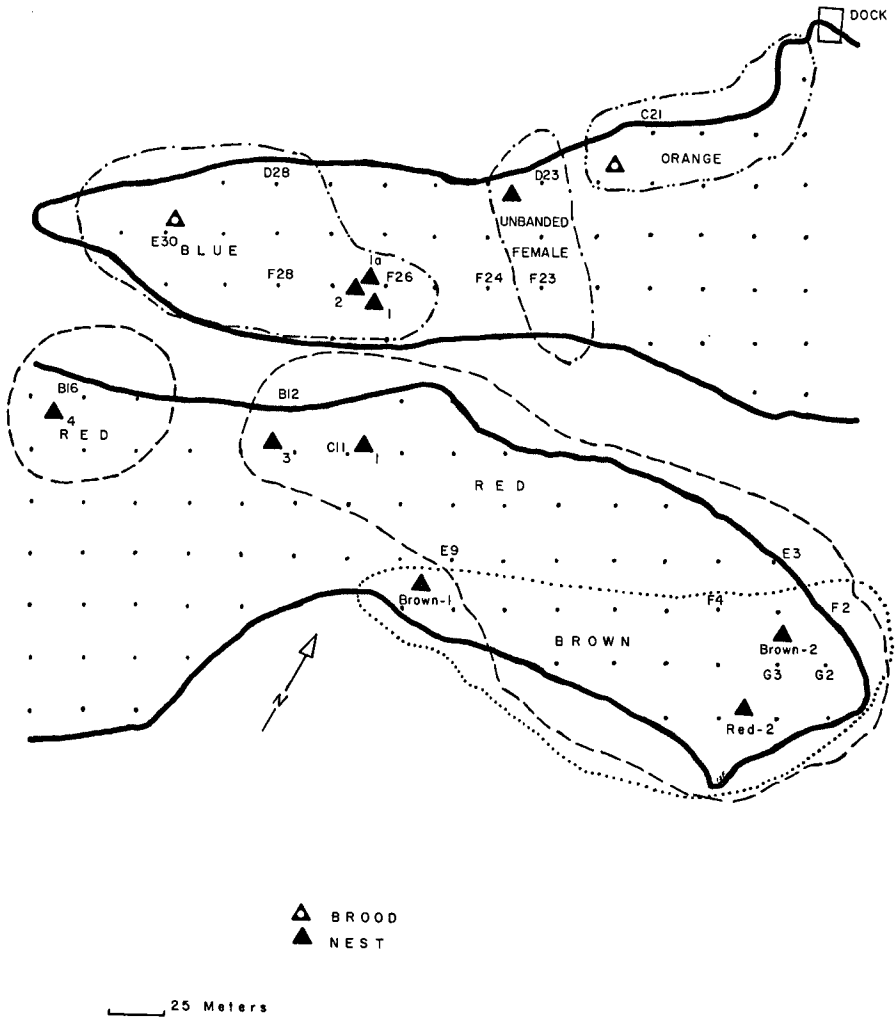 DOCK
C21
ORANGE
D28
D23
UNBANDED
FEMALE
E30
BLUE
1a
F28
F26
F24
F23
2
1
B16
B12
4
RED
3
C11
1
RED
E9
E3
Brown-1
F4
F2
BROWN
Brown-2
G3
G2
N
Red-2
BROOD
NEST
25 Meters